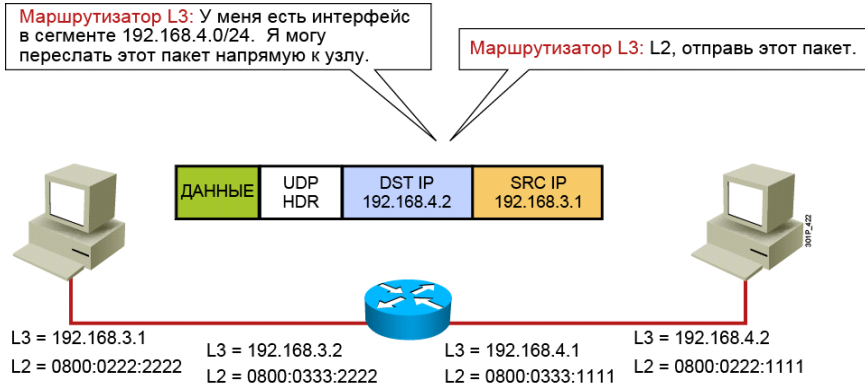 Маршрутизатор L3: У меня есть интерфейс
в сегменте 192.168.4.0/24. Я могу
переслать этот пакет напрямую к узлу.
Маршрутизатор L3: L2, отправь этот пакет.
ДАННЫЕ
UDP
HDR
DST IP
192.168.4.2
SRC IP
192.168.3.1
301P_422
L3 = 192.168.3.1
L2 = 0800:0222:2222
L3 = 192.168.3.2
L2 = 0800:0333:2222
L3 = 192.168.4.1
L2 = 0800:0333:1111
L3 = 192.168.4.2
L2 = 0800:0222:1111